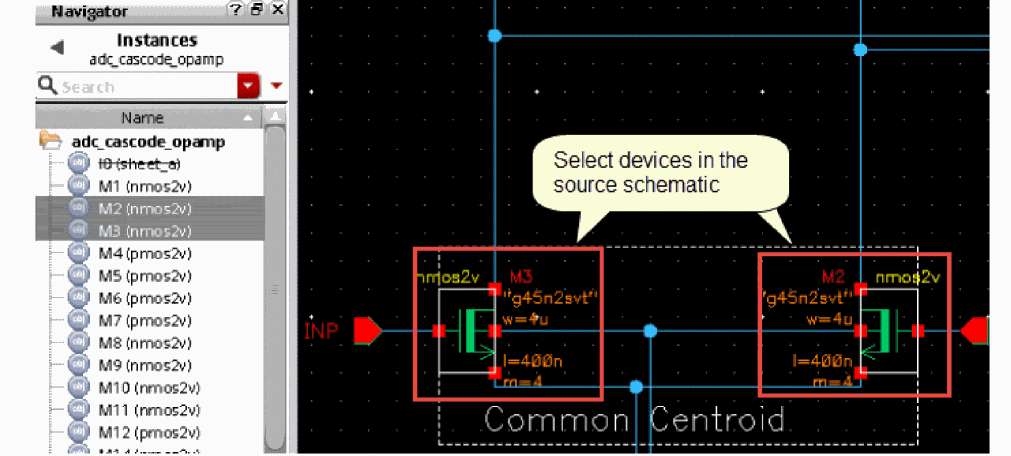 Navigator
Instances
adc_cascode_opamp
Search
Name
adc_cascode_opamp
I0 (sheet_a)
M1 (nmos2v)
M2 (nmos2v)
M3 (nmos2v)
M4 (pmos2v)
M5 (pmos2v)
M6 (pmos2v)
M7 (pmos2v)
M8 (nmos2v)
M9 (nmos2v)
M10 (nmos2v)
M11 (nmos2v)
M12 (pmos2v)
Select devices in the
source schematic
nmos2v M3
"g45n2svt"
w=4u
l=400n
m=4
INP
M2 nmos2v
"g45n2svt"
w=4u
l=400n
m=4
Common Centroid